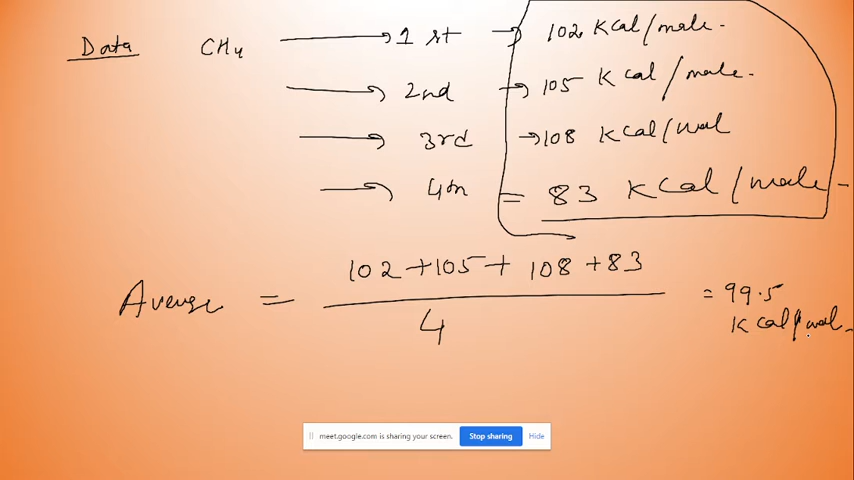 Data CH4 → 1 st → 102 Kcal/mole.
→ 2nd → 105 Kcal/mole.
→ 3rd → 108 Kcal/mol
→ 4th = 83 Kcal/mole
102+105+108+83
Average = = 99.5
4 Kcal/mol
meet.google.com is sharing your screen. Stop sharing Hide